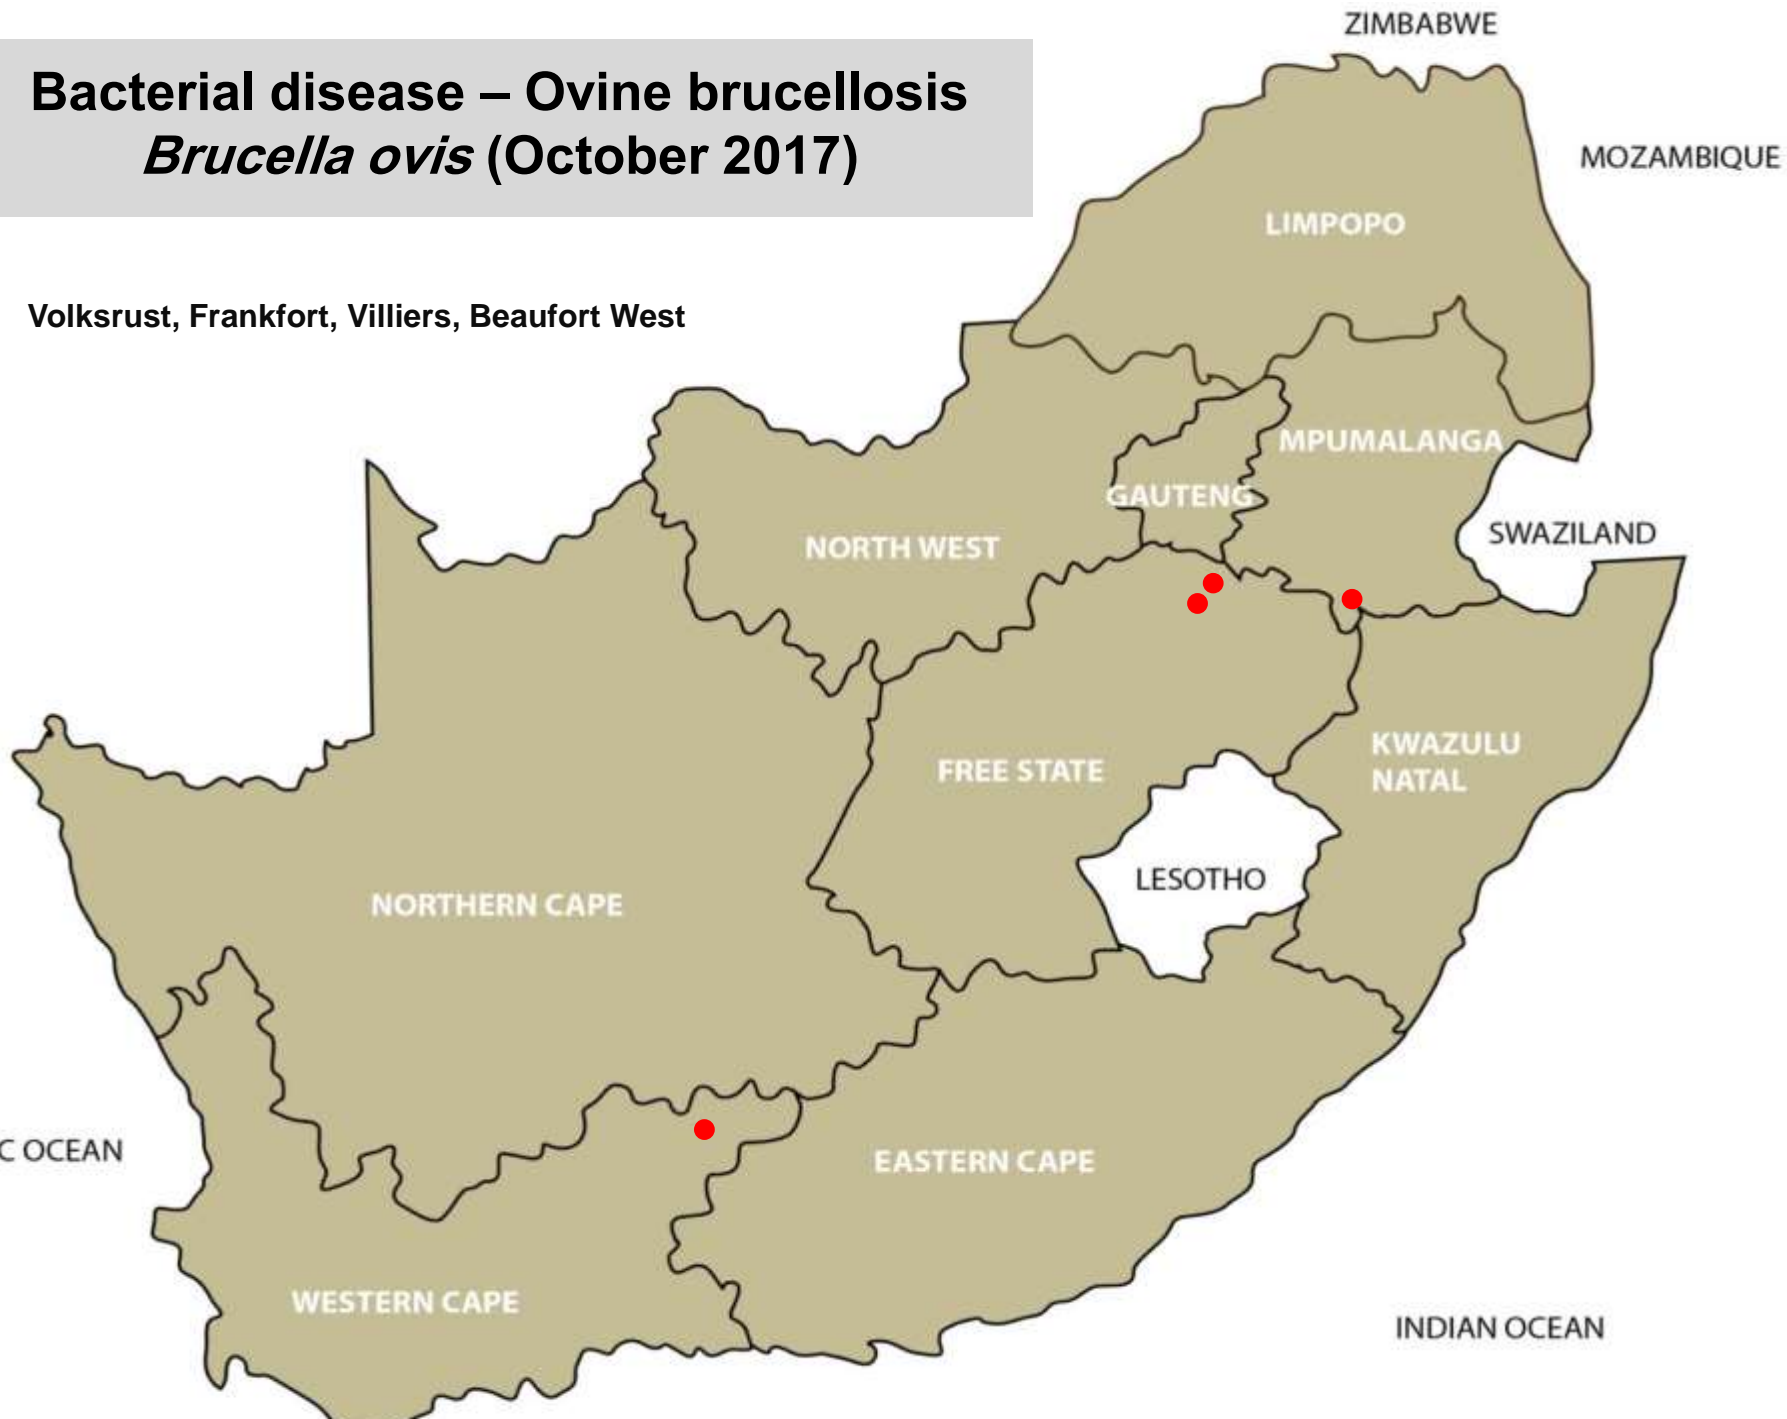 ZIMBABWE
Bacterial disease – Ovine brucellosis
Brucella ovis (October 2017)
MOZAMBIQUE
LIMPOPO
Volksrust, Frankfort, Villiers, Beaufort West
MPUMALANGA
GAUTENG
SWAZILAND
NORTH WEST
KWAZULU
NATAL
FREE STATE
LESOTHO
NORTHERN CAPE
C OCEAN
EASTERN CAPE
WESTERN CAPE
INDIAN OCEAN